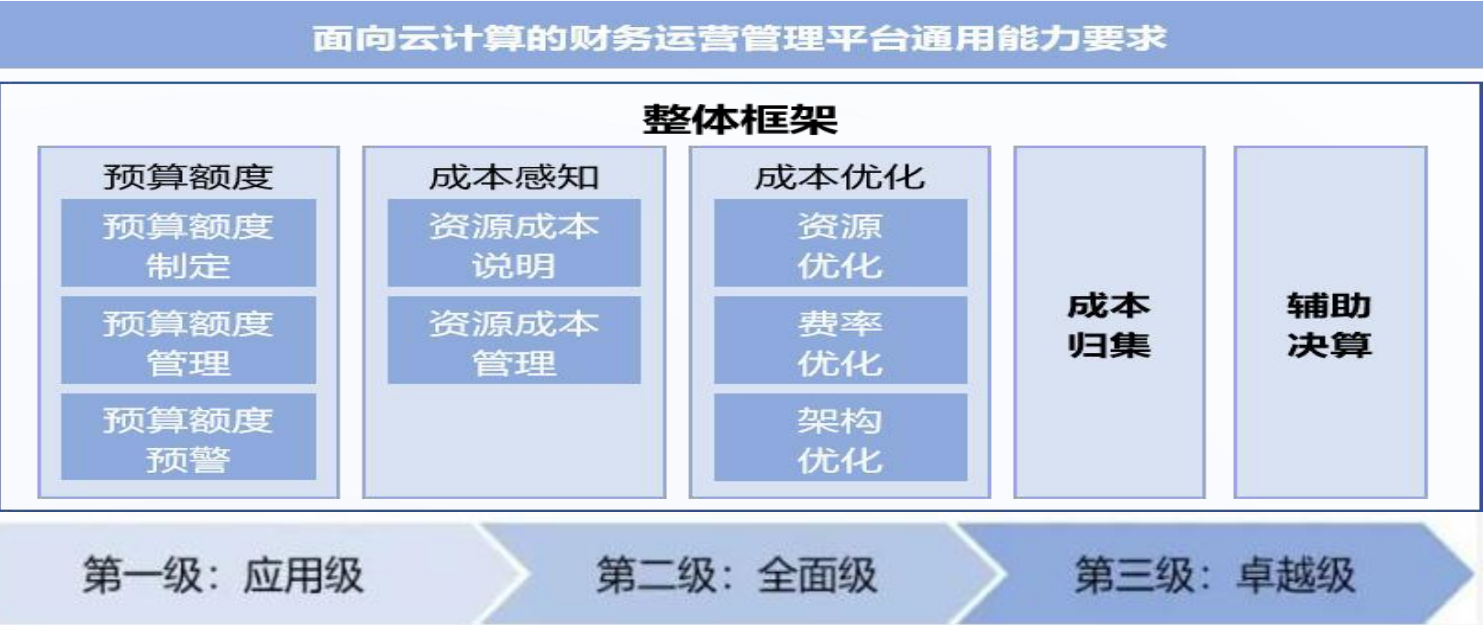 面向云计算的财务运营管理平台通用能力要求
整体框架
预算额度
预算额度
制定
预算额度
管理
预算额度
预警
成本感知
资源成本
说明
资源成本
管理
成本优化
资源
优化
费率
优化
架构
优化
成本
归集
辅助
决算
第一级：应用级
第二级：全面级
第三级：卓越级